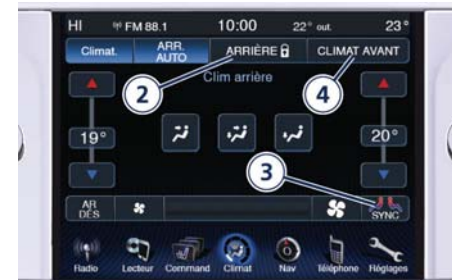 HI FM 88.1 10:00 22° out. 23°
Climat. ARR. AUTO ARRIÈRE CLIMAT AVANT
2 Clim arrière 4
19° 20°
3
AR DÉS SYNC
Radio Lecteur Command Climat Nav Téléphone Réglages